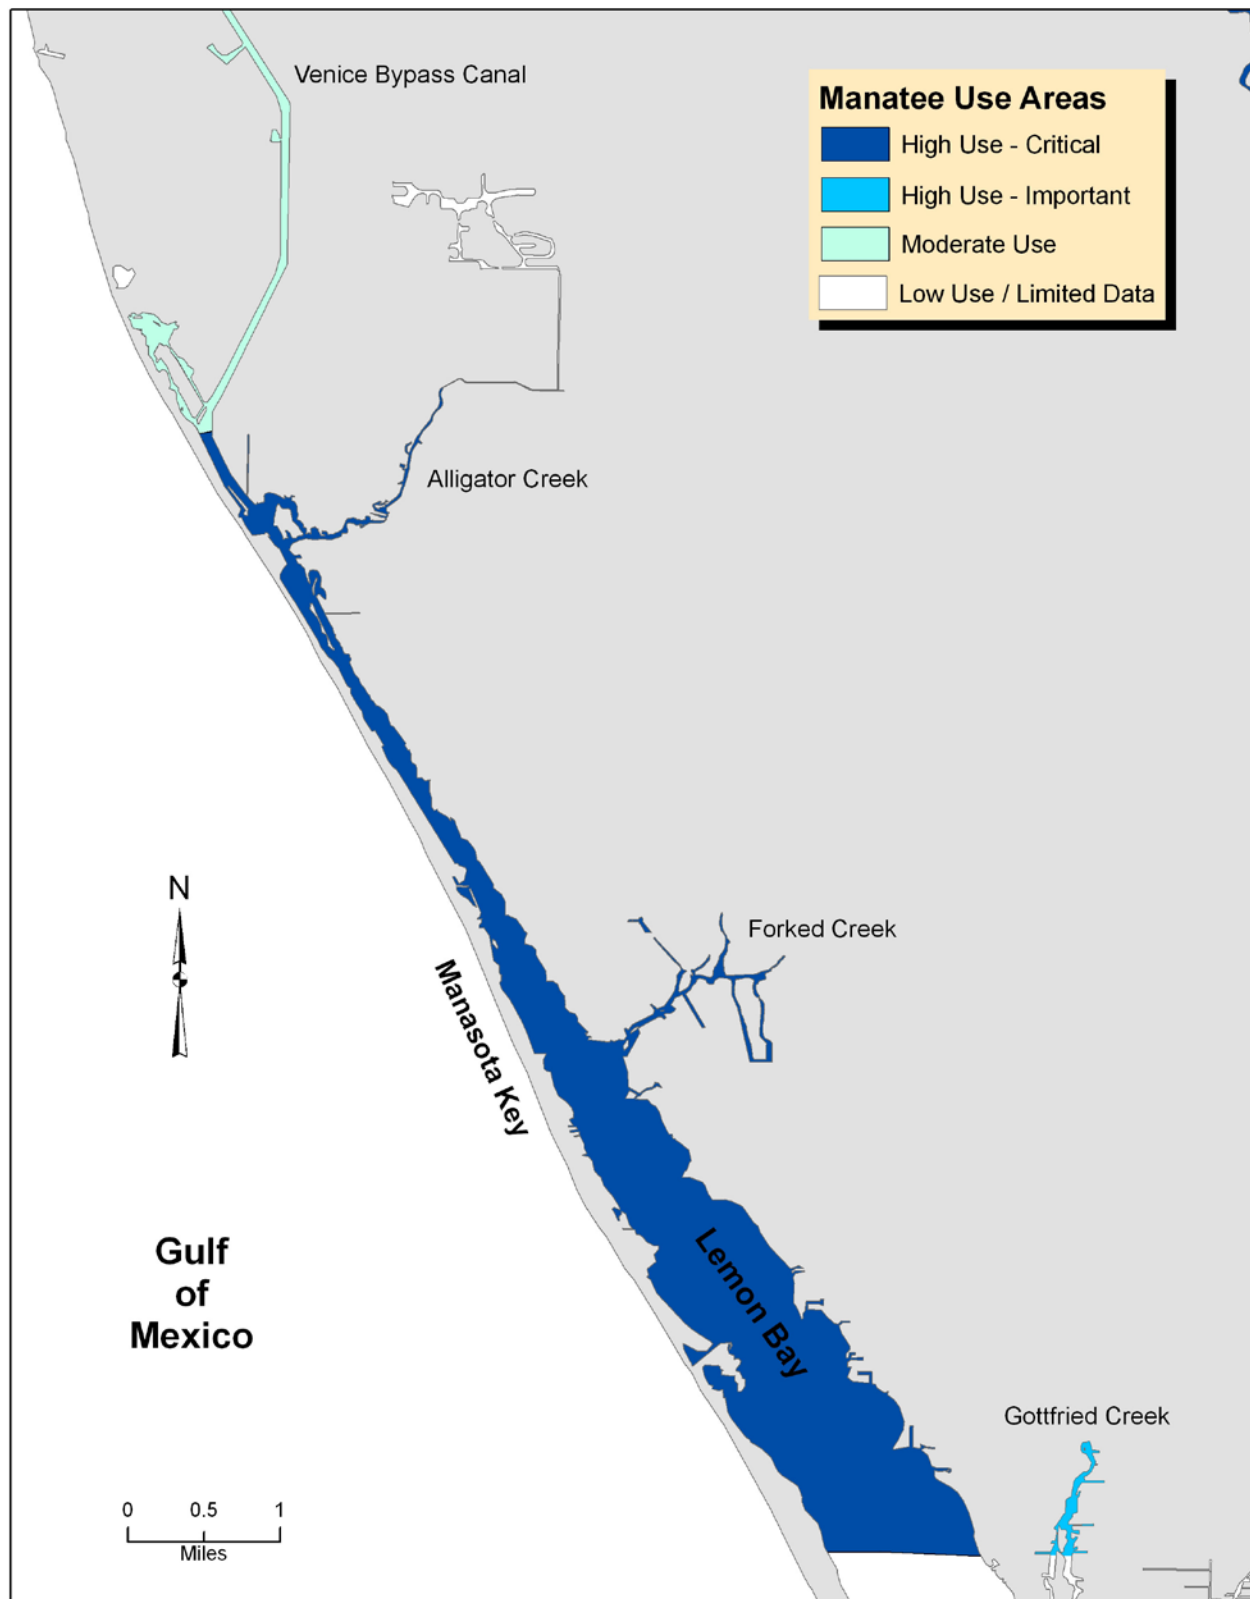 Venice Bypass Canal
Manatee Use Areas
High Use - Critical
High Use - Important
Moderate Use
Low Use / Limited Data
Alligator Creek
N
Forked Creek
Manasota Key
Gulf
of
Mexico
Lemon Bay
Gottfried Creek
0 0.5 1
Miles